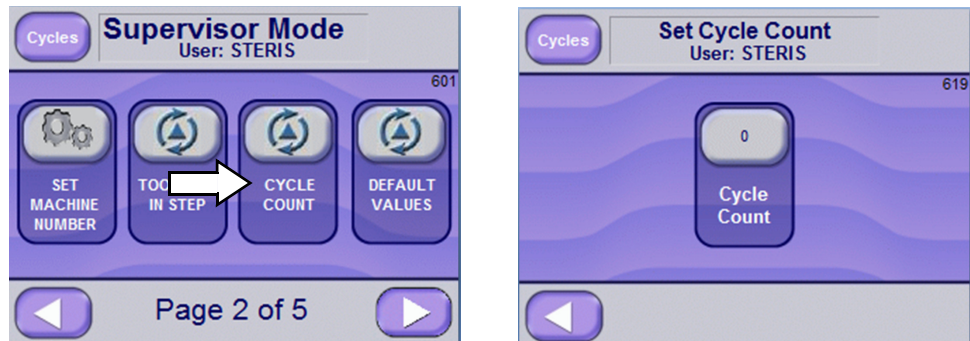 Cycles
Supervisor Mode
User: STERIS
601
SET
MACHINE
NUMBER
IN STEP
CYCLE
COUNT
DEFAULT
VALUES
Page 2 of 5
Cycles
Set Cycle Count
User: STERIS
619
0
Cycle
Count